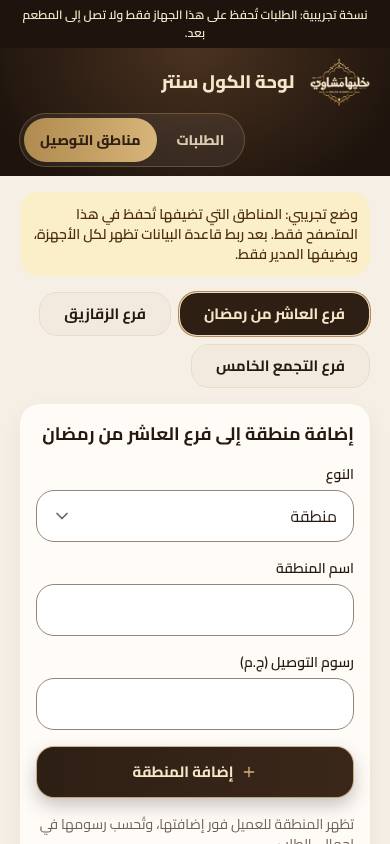 نسخة تجريبية: الطلبات تُحفظ على هذا الجهاز فقط ولا تصل إلى المطعم
بعد.
نخليها مشاوي
لوحة الكول سنتر
الطلبات
مناطق التوصيل
وضع تجريبي: المناطق التي تضيفها تُحفظ في هذا
المتصفح فقط. بعد ربط قاعدة البيانات تظهر لكل الأجهزة،
ويضيفها المدير فقط.
فرع العاشر من رمضان
فرع الزقازيق
فرع التجمع الخامس
إضافة منطقة إلى فرع العاشر من رمضان
النوع
منطقة
اسم المنطقة
رسوم التوصيل (ج.م)
+ إضافة المنطقة
تظهر المنطقة للعميل فور إضافتها، وتُحسب رسومها في